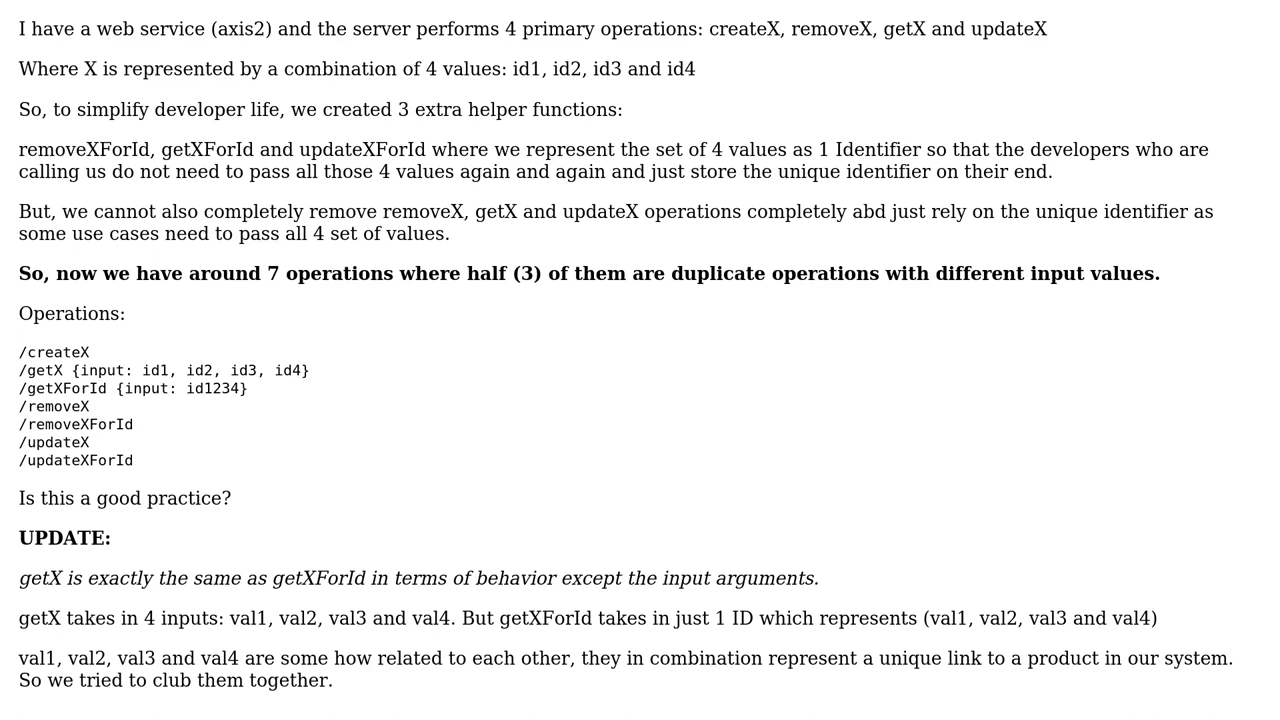 I have a web service (axis2) and the server performs 4 primary operations: createX, removeX, getX and updateX
Where X is represented by a combination of 4 values: id1, id2, id3 and id4
So, to simplify developer life, we created 3 extra helper functions:
removeXForId, getXForId and updateXForId where we represent the set of 4 values as 1 Identifier so that the developers who are
calling us do not need to pass all those 4 values again and again and just store the unique identifier on their end.
But, we cannot also completely remove removeX, getX and updateX operations completely abd just rely on the unique identifier as
some use cases need to pass all 4 set of values.
So, now we have around 7 operations where half (3) of them are duplicate operations with different input values.
Operations:
/createX
/getX {input: id1, id2, id3, id4}
/getXForId {input: id1234}
/removeX
/removeXForId
/updateX
/updateXForId
Is this a good practice?
UPDATE:
getX is exactly the same as getXForId in terms of behavior except the input arguments.
getX takes in 4 inputs: val1, val2, val3 and val4. But getXForId takes in just 1 ID which represents (val1, val2, val3 and val4)
val1, val2, val3 and val4 are some how related to each other, they in combination represent a unique link to a product in our system.
So we tried to club them together.